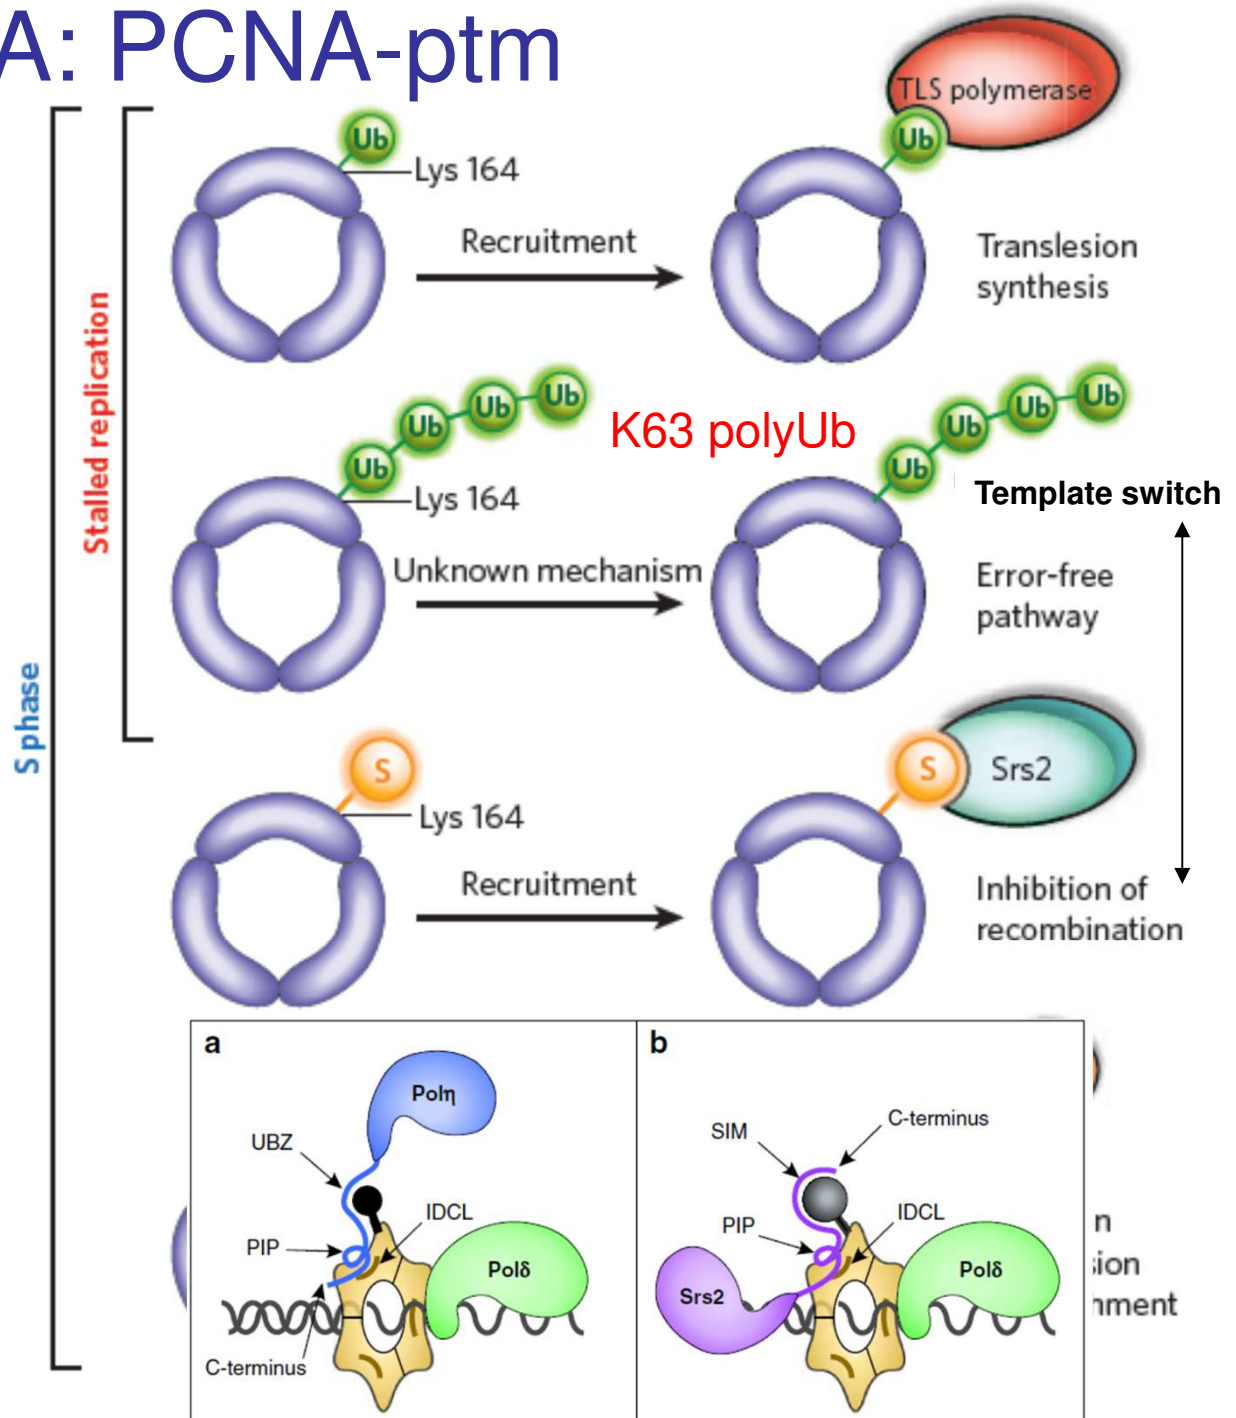 A: PCNA-ptm
TLS polymerase
Ub
Ub
Lys 164
Recruitment
Translesion
synthesis
Stalled replication
Ub
Ub
Ub
Ub
K63 polyUb
Ub
Ub
Ub
Ub
Lys 164
Template switch
Unknown mechanism
Error-free
pathway
S phase
S
S
Srs2
Lys 164
Recruitment
Inhibition of
recombination
a
Polη
UBZ
IDCL
PIP
Polδ
C-terminus
b
C-terminus
SIM
PIP
IDCL
Srs2
Polδ
n
sion
hment